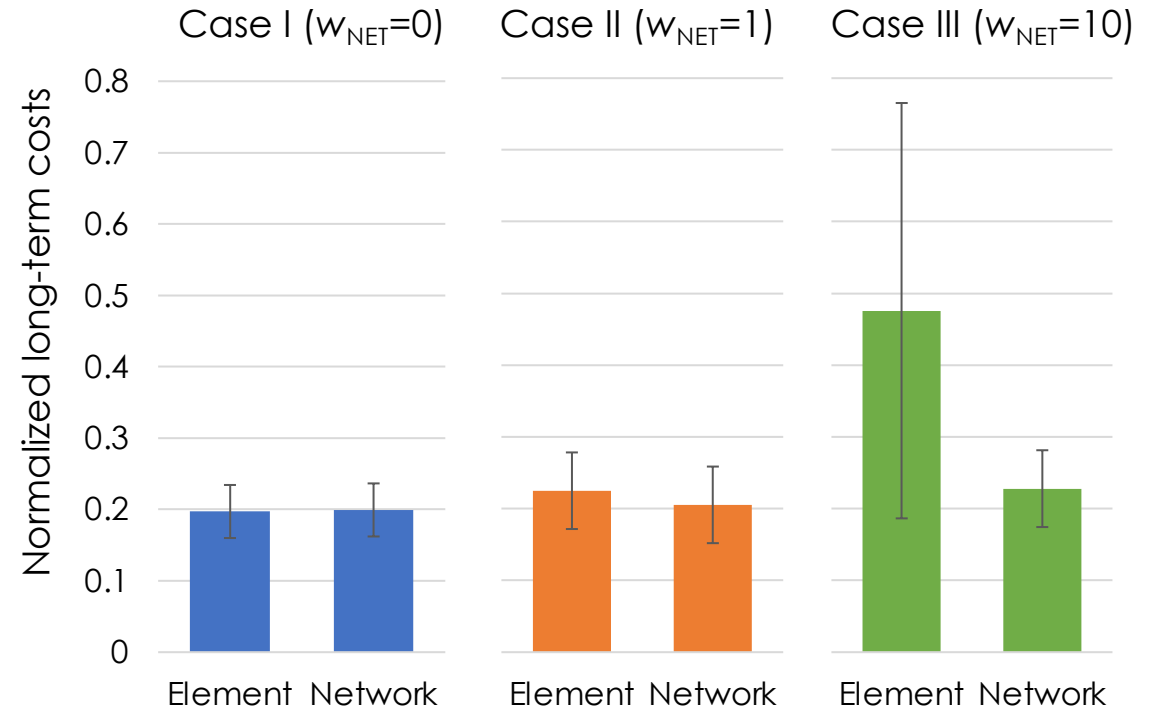 Case I (wNET=0)
Case II (wNET=1)
Case III (wNET=10)
Normalized long-term costs
0.8
0.7
0.6
0.5
0.4
0.3
0.2
0.1
0
Element Network
Element Network
Element Network